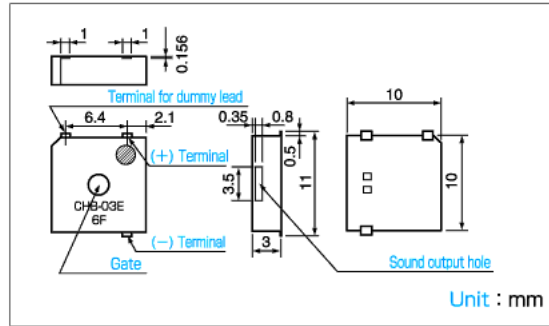 1
1
0.156
Terminal for dummy lead
6.4
2.1
0.35
0.8
10
(+) Terminal
0.5
3.5
11
10
CHB-03E
6F
(−) Terminal
3
Gate
Sound output hole
Unit : mm